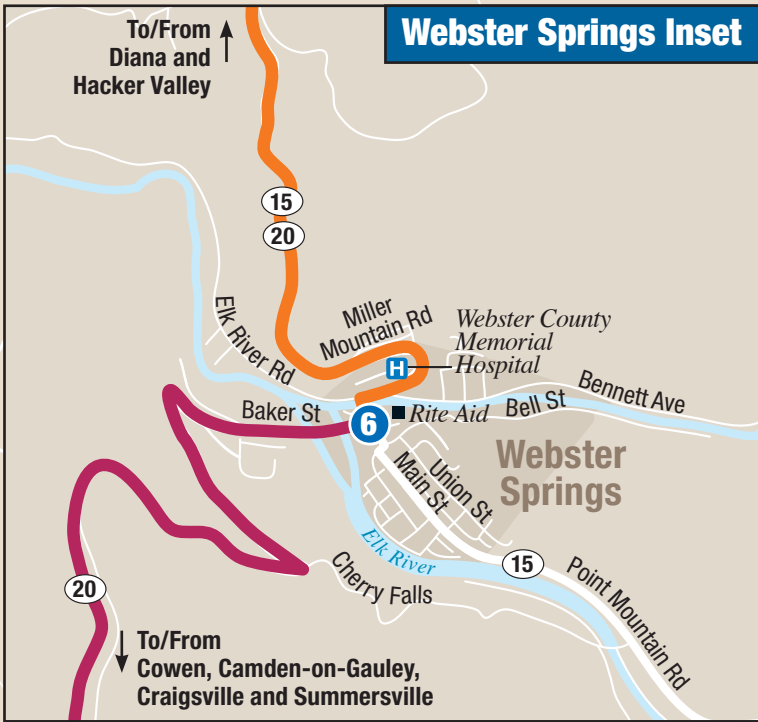 Webster Springs Inset
To/From
Diana and
Hacker Valley
15
20
Elk River Rd
Miller
Mountain Rd
Webster County
Memorial
Hospital
H
Bennett Ave
Baker St
6
Rite Aid
Bell St
Webster
Springs
Main St
Union St
Elk River
15
Point Mountain Rd
Cherry Falls
20
To/From
Cowen, Camden-on-Gauley,
Craigsville and Summersville